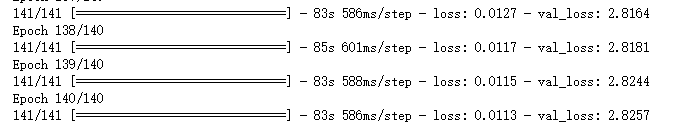 141/141 [==============================] - 83s 586ms/step - loss: 0.0127 - val_loss: 2.8164
Epoch 138/140
141/141 [==============================] - 85s 601ms/step - loss: 0.0117 - val_loss: 2.8181
Epoch 139/140
141/141 [==============================] - 83s 588ms/step - loss: 0.0115 - val_loss: 2.8244
Epoch 140/140
141/141 [==============================] - 83s 586ms/step - loss: 0.0113 - val_loss: 2.8257